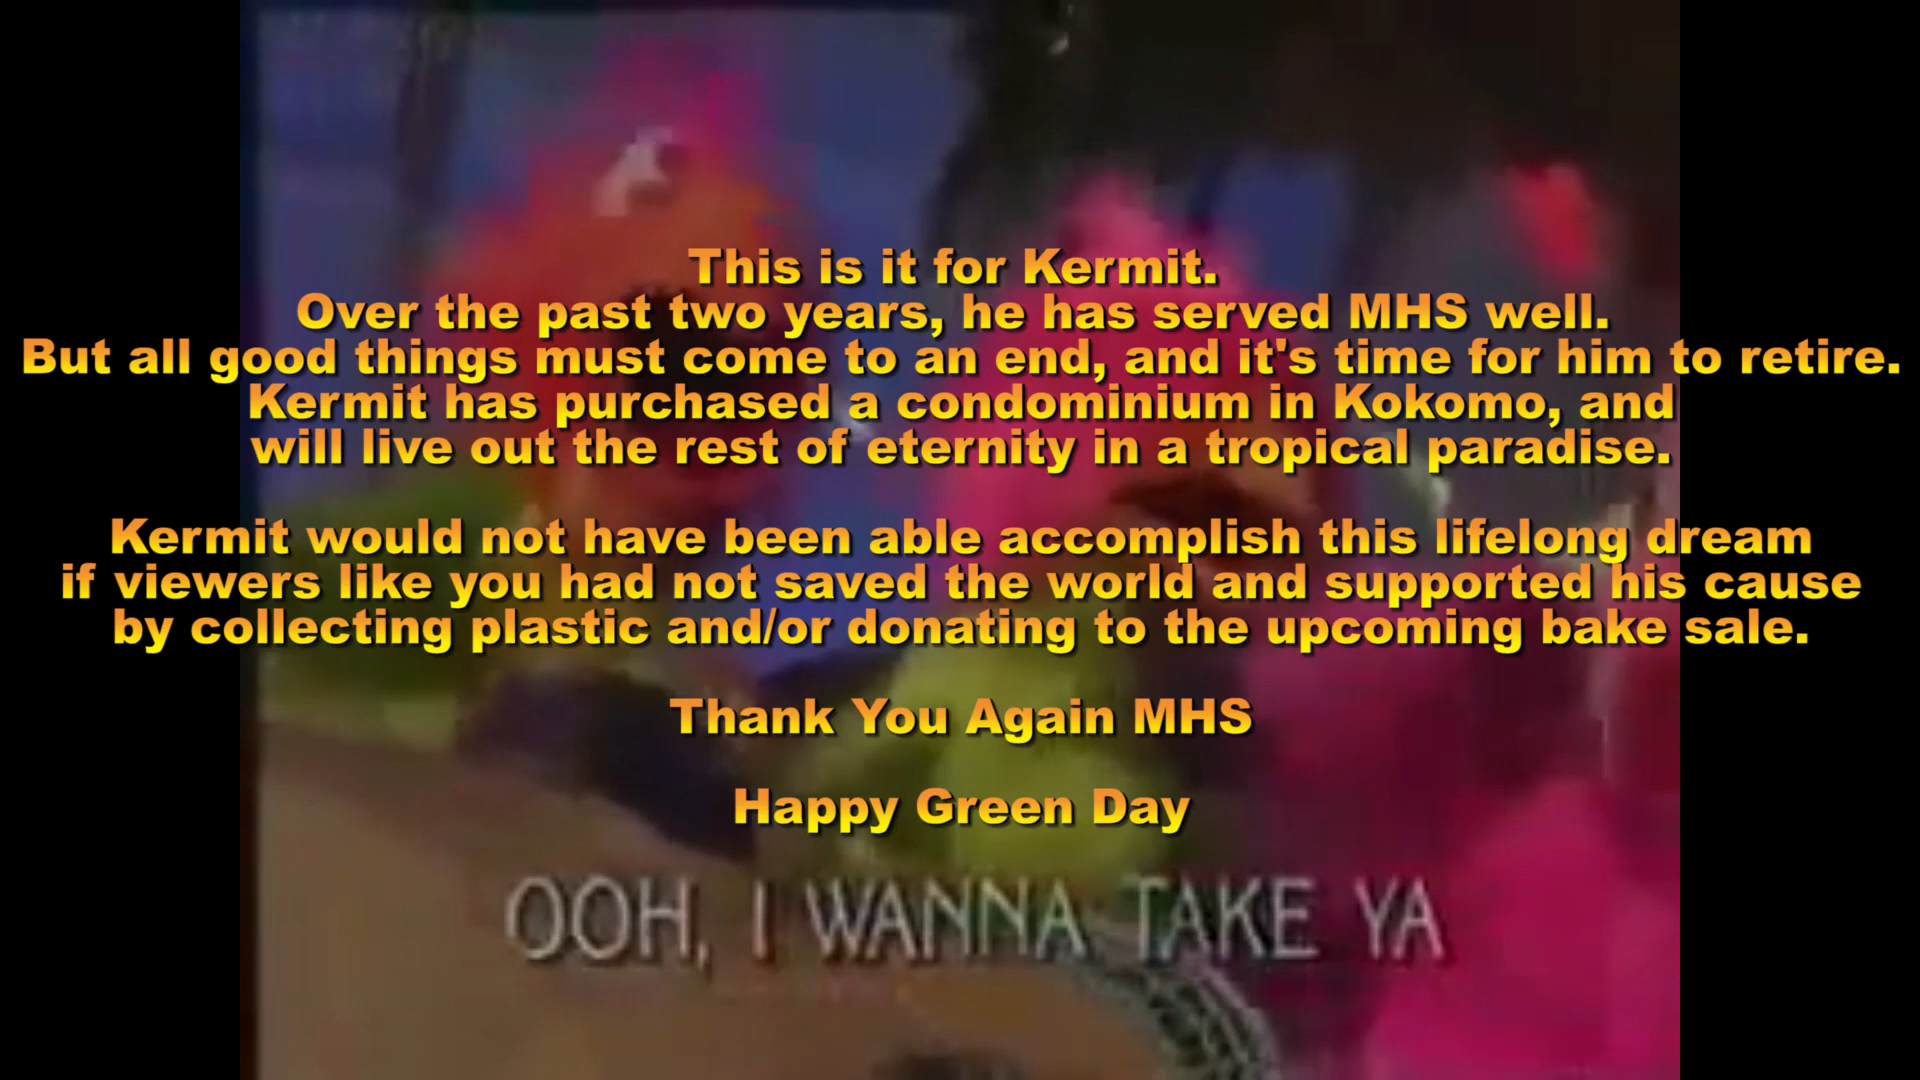 This is it for Kermit.
Over the past two years, he has served MHS well.
But all good things must come to an end, and it's time for him to retire.
Kermit has purchased a condominium in Kokomo, and
will live out the rest of eternity in a tropical paradise.
Kermit would not have been able accomplish this lifelong dream
if viewers like you had not saved the world and supported his cause
by collecting plastic and/or donating to the upcoming bake sale.
Thank You Again MHS
Happy Green Day
OOH, I WANNA TAKE YA